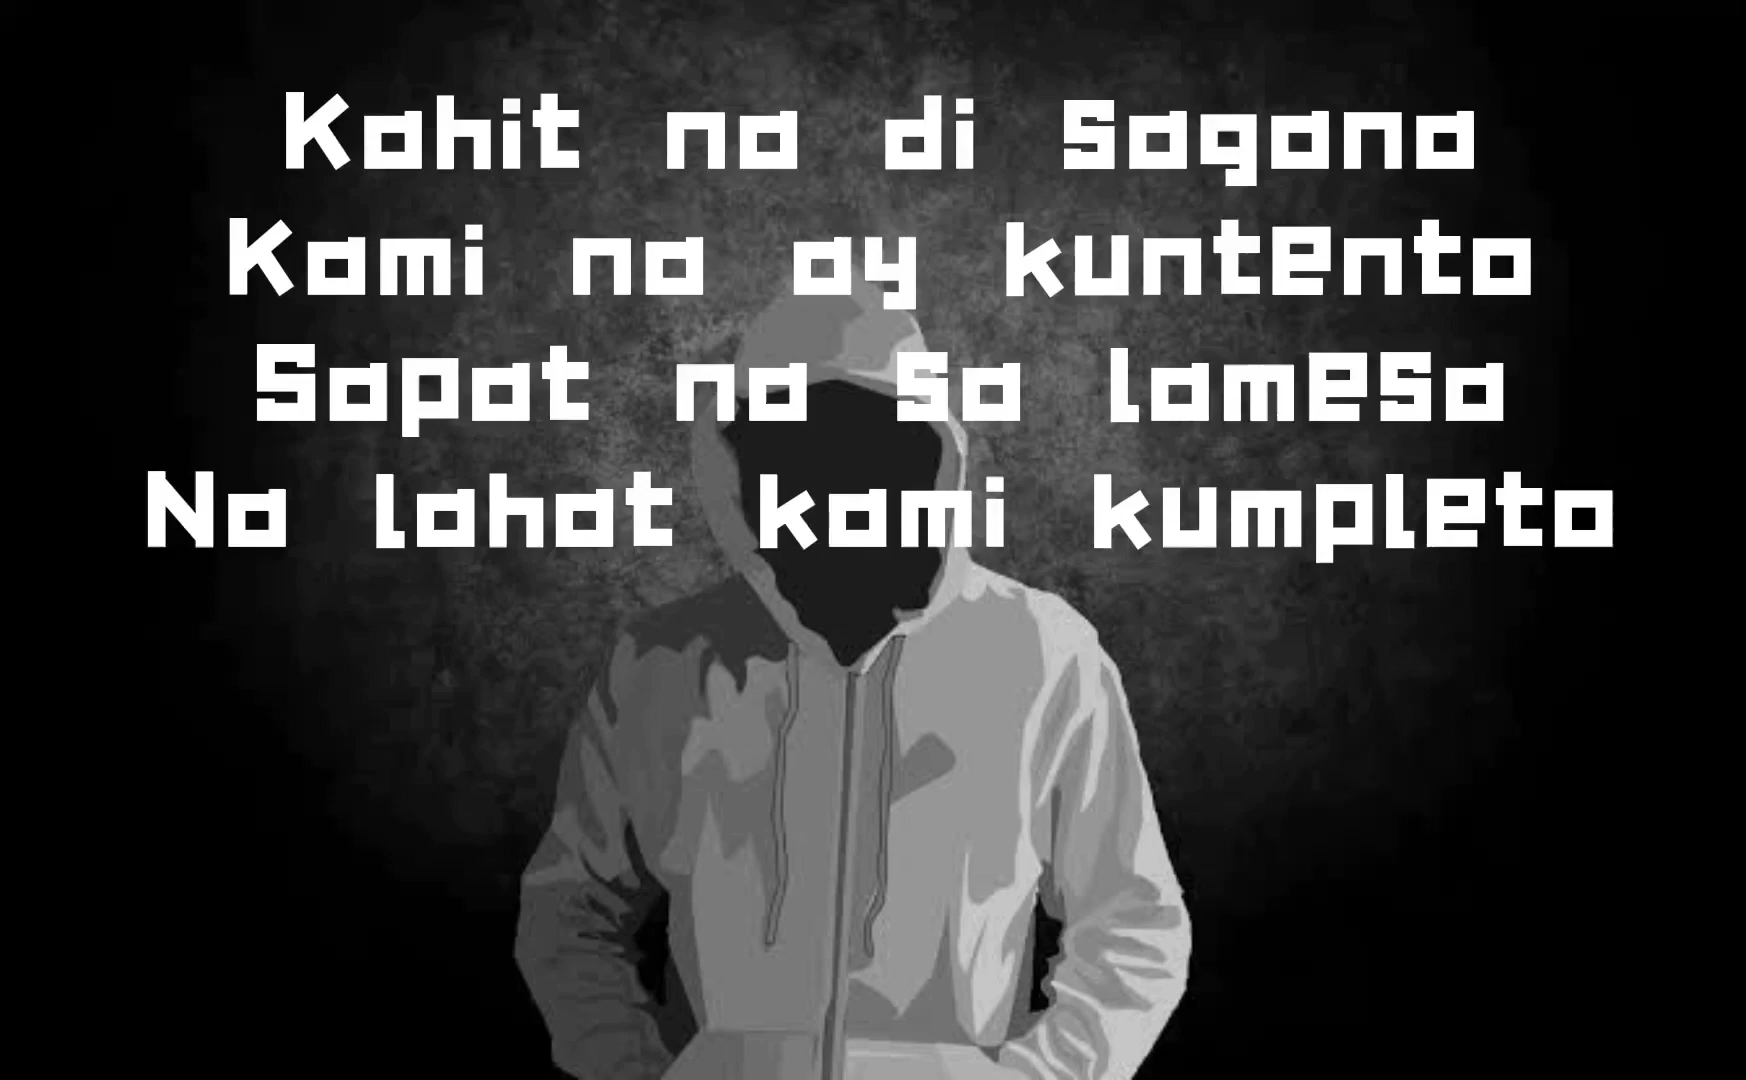 Kahit na di sagana
Kami na ay kuntento
Sapat na sa lamesa
Na lahat kami kumpleto